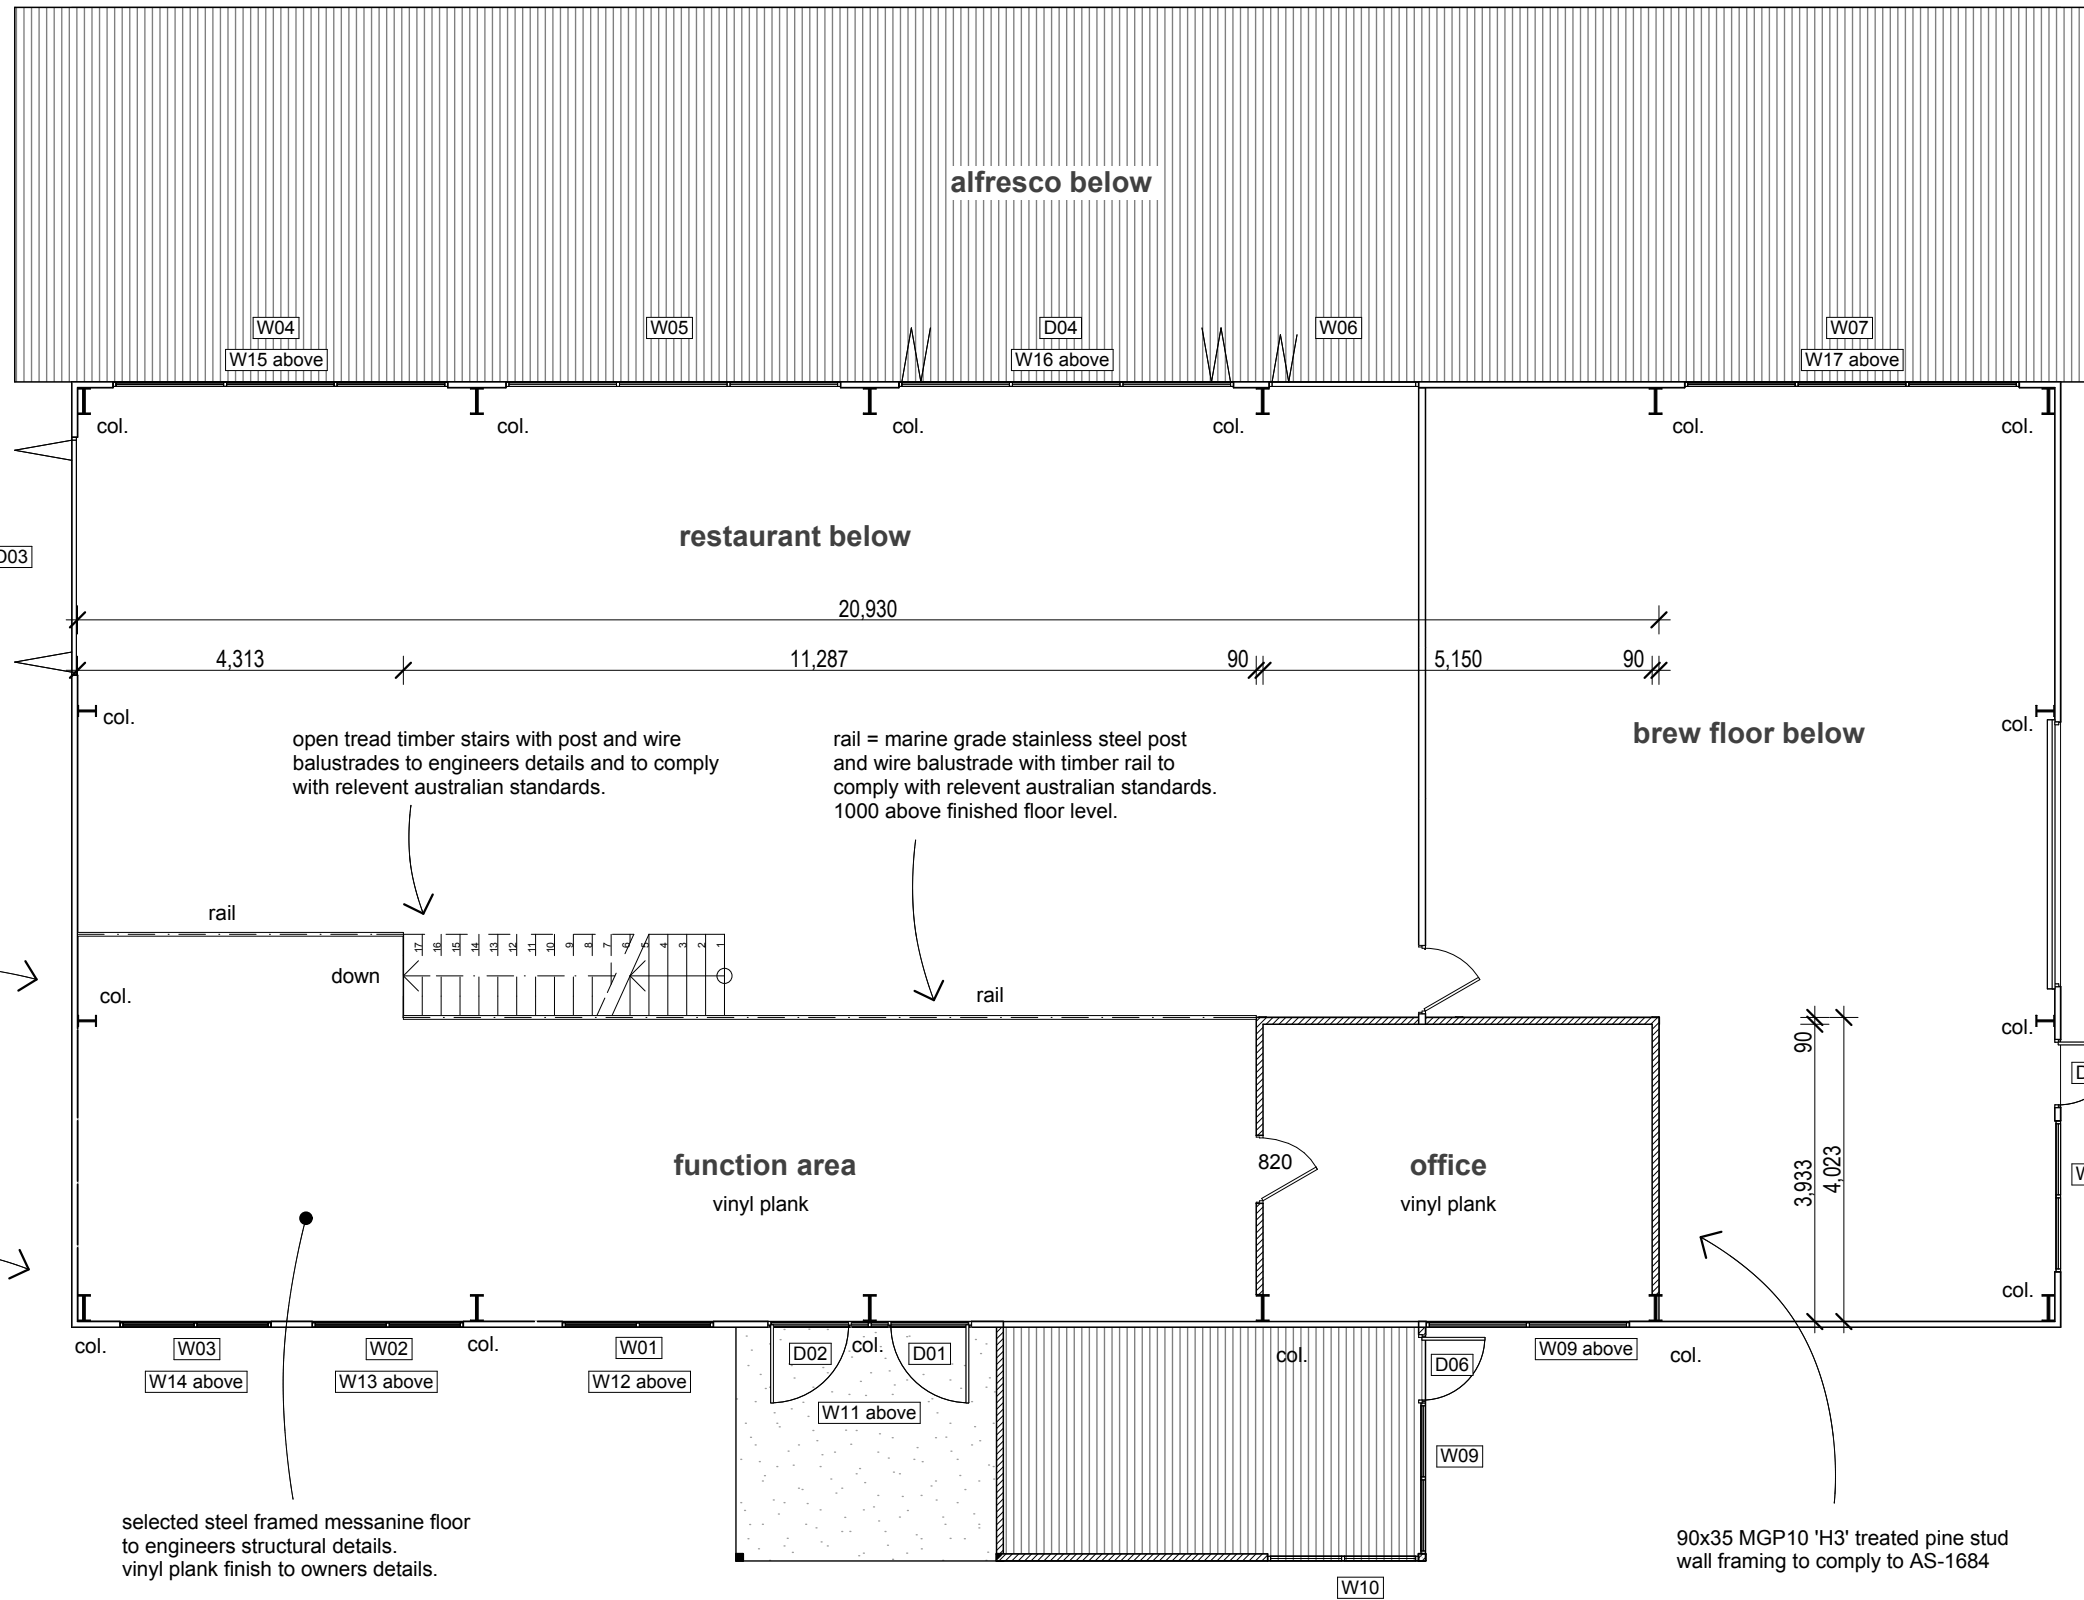 alfresco below
W04
W05
D04
W06
W07
W15 above
W16 above
W17 above
col.
col.
col.
col.
col.
col.
restaurant below
D03
20,930
4,313
11,287
90
5,150
90
col.
col.
brew floor below
open tread timber stairs with post and wire
balustrades to engineers details and to comply
with relevent australian standards.
rail = marine grade stainless steel post
and wire balustrade with timber rail to
comply with relevent australian standards.
1000 above finished floor level.
rail
17 16 15 14 13 12 11 10 9 8 7 6 5 4 3 2 1
down
col.
rail
col.
90
3,933
4,023
D
W
function area
vinyl plank
820
office
vinyl plank
col.
col.
W03
W02
col.
W01
D02
col.
D01
col.
D06
W09 above
col.
W14 above
W13 above
W12 above
W11 above
W09
selected steel framed messanine floor
to engineers structural details.
vinyl plank finish to owners details.
90x35 MGP10 'H3' treated pine stud
wall framing to comply to AS-1684
W10